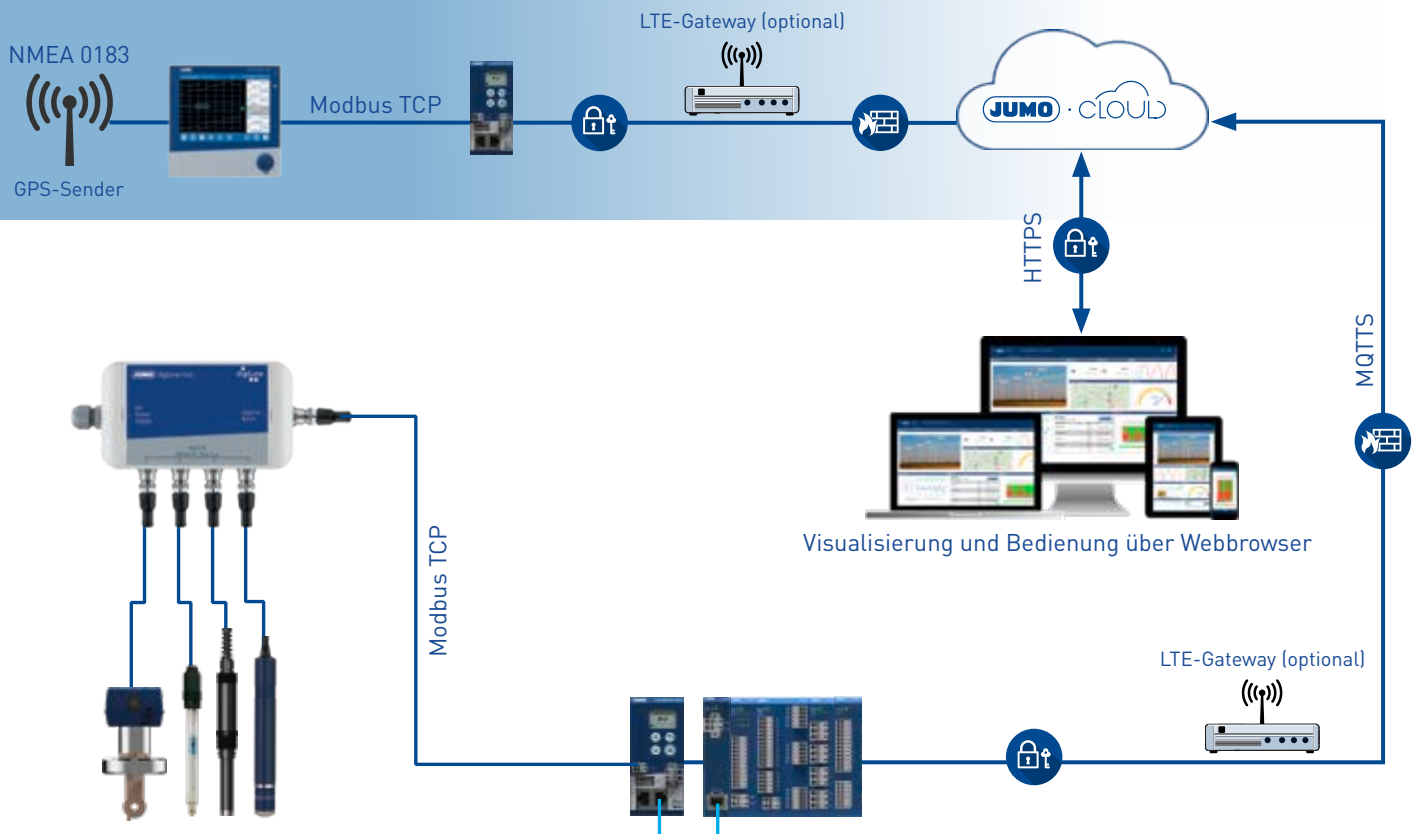 LTE-Gateway (optional)
NMEA 0183
Modbus TCP
JUMO · CLOUD
GPS-Sender
HTTPS
MQTTS
JUMO
Visualisierung und Bedienung über Webbrowser
Modbus TCP
LTE-Gateway (optional)